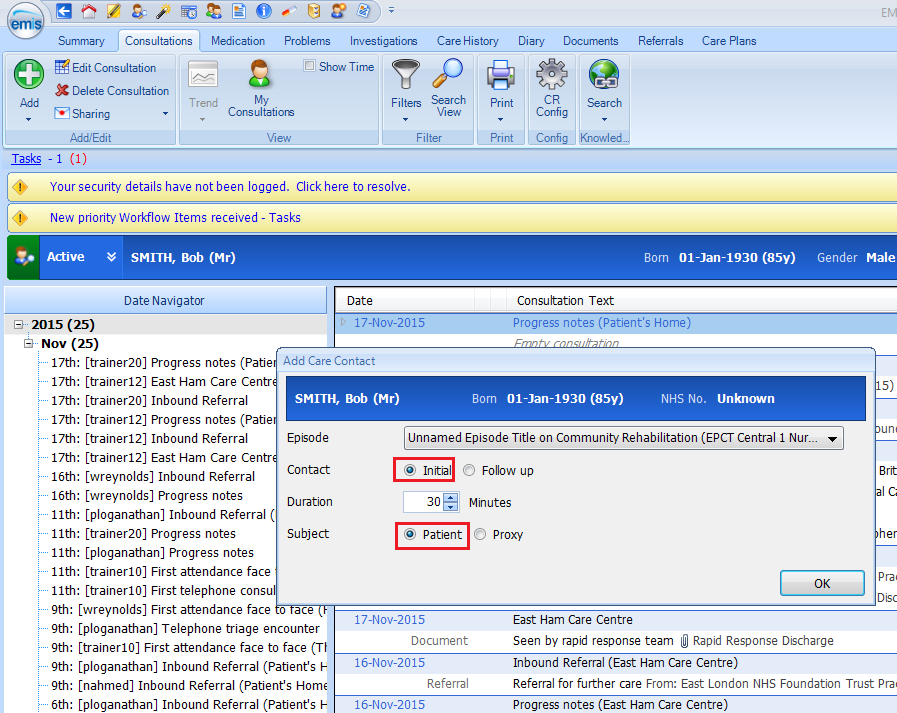 EM
emis
Summary Consultations Medication Problems Investigations Care History Diary Documents Referrals Care Plans
Add
Edit Consultation
Delete Consultation
Sharing
Add/Edit
Trend
My Consultations
Show Time
View
Filters
Search View
Filter
Print
Print
CR Config
Config
Search
Knowled...
Tasks - 1 (1)
Your security details have not been logged. Click here to resolve.
New priority Workflow Items received - Tasks
Active SMITH, Bob (Mr) Born 01-Jan-1930 (85y) Gender Male
Date Navigator
2015 (25)
Nov (25)
17th: [trainer20] Progress notes (Patien
17th: [trainer12] East Ham Care Centre
17th: [trainer20] Inbound Referral
17th: [trainer12] Progress notes (Patien
17th: [trainer12] Inbound Referral
17th: [trainer12] East Ham Care Centre
16th: [wreynolds] Inbound Referral
16th: [wreynolds] Progress notes
11th: [ploganathan] Inbound Referral (
11th: [trainer20] Progress notes
11th: [ploganathan] Progress notes
11th: [trainer10] First attendance face
11th: [trainer10] First telephone consul
9th: [wreynolds] First attendance face to face (F
9th: [ploganathan] Telephone triage encounter
9th: [trainer10] First attendance face to face (Th
9th: [ploganathan] Inbound Referral (Patient's H
9th: [nahmed] Inbound Referral (Patient's Home
6th: [ploganathan] Inbound Referral (Patient's H
Date Consultation Text
17-Nov-2015 Progress notes (Patient's Home)
Empty consultation
Add Care Contact
SMITH, Bob (Mr) Born 01-Jan-1930 (85y) NHS No. Unknown
Episode Unnamed Episode Title on Community Rehabilitation (EPCT Central 1 Nur...
Contact Initial Follow up
Duration 30 Minutes
Subject Patient Proxy
OK
15)
Brit
al Ca
Prac
Disc
17-Nov-2015 East Ham Care Centre
Document Seen by rapid response team Rapid Response Discharge
16-Nov-2015 Inbound Referral (East Ham Care Centre)
Referral Referral for further care From: East London NHS Foundation Trust Prac
16-Nov-2015 Progress notes (East Ham Care Centre)